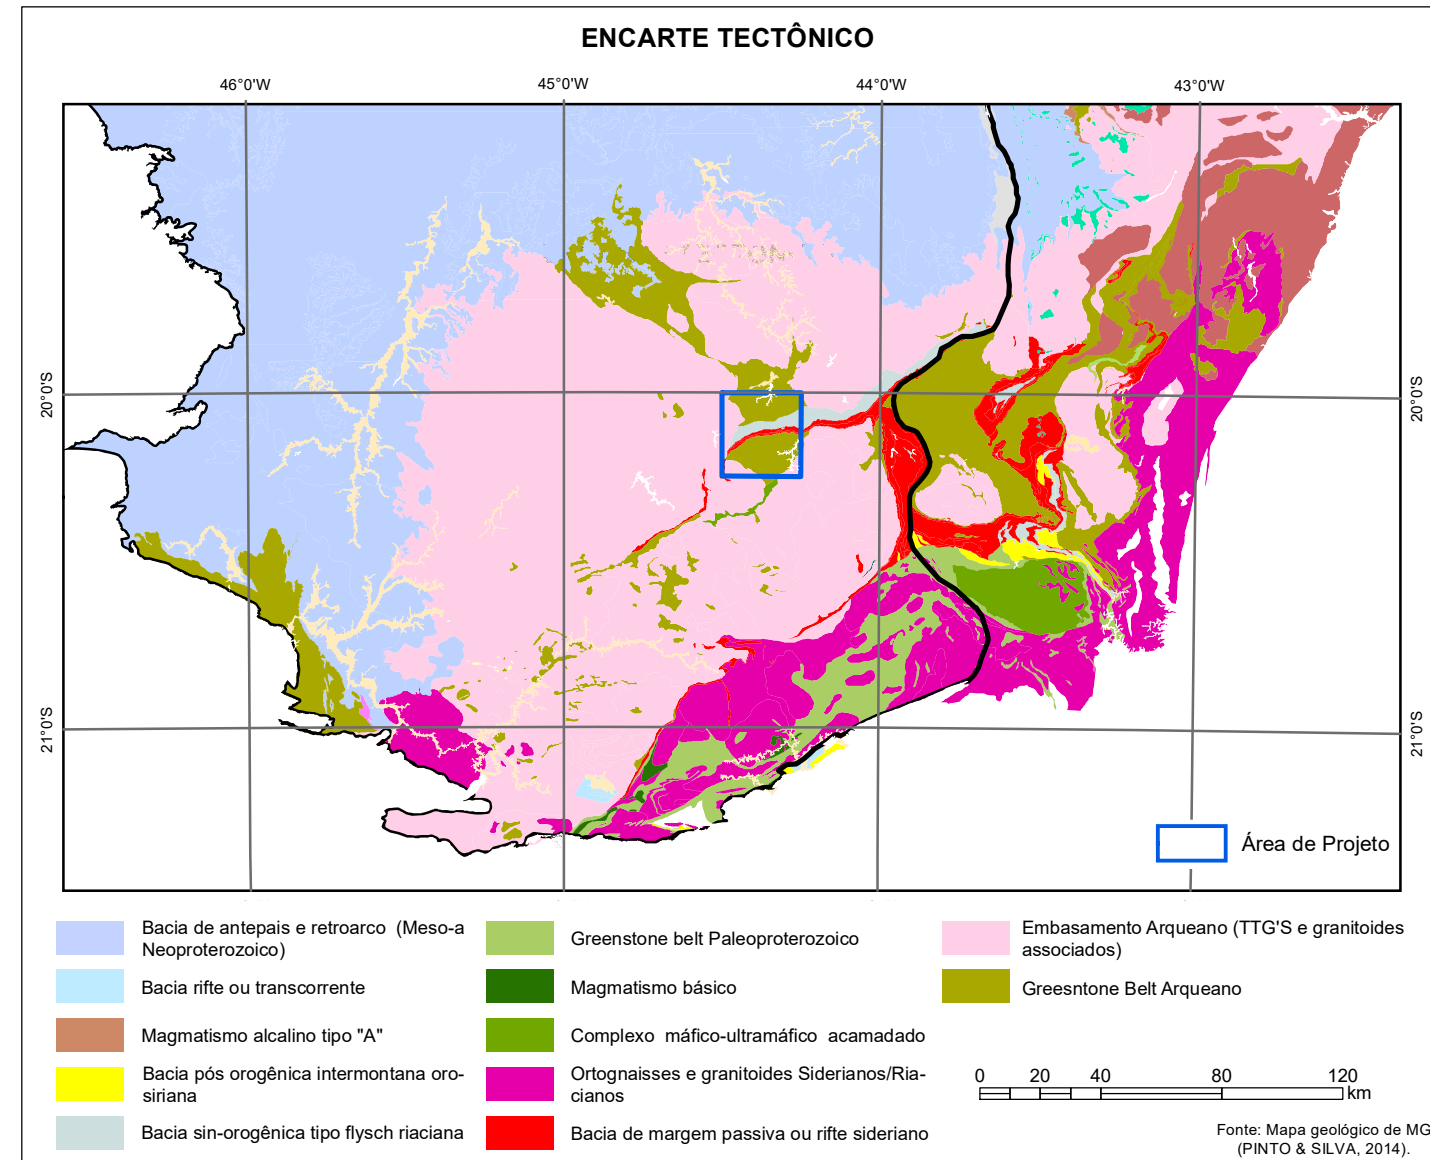 ENCARTE TECTÔNICO
46°0'W
45°0'W
44°0'W
43°0'W
20°0'S
20°0'S
21°0'S
21°0'S
Área de Projeto
Bacia de antepais e retroarco (Meso-a
Neoproterozoico)
Bacia rifte ou transcorrente
Magmatismo alcalino tipo "A"
Bacia pós orogênica intermontana oro-
siriana
Bacia sin-orogênica tipo flysch riaciana
Greenstone belt Paleoproterozoico
Magmatismo básico
Complexo máfico-ultramáfico acamadado
Ortognaisses e granitoides Siderianos/Ria-
cianos
Bacia de margem passiva ou rifte sideriano
Embasamento Arqueano (TTG'S e granitoides
associados)
Greesntone Belt Arqueano
0 20 40 80 120
km
Fonte: Mapa geológico de MG
(PINTO & SILVA, 2014).